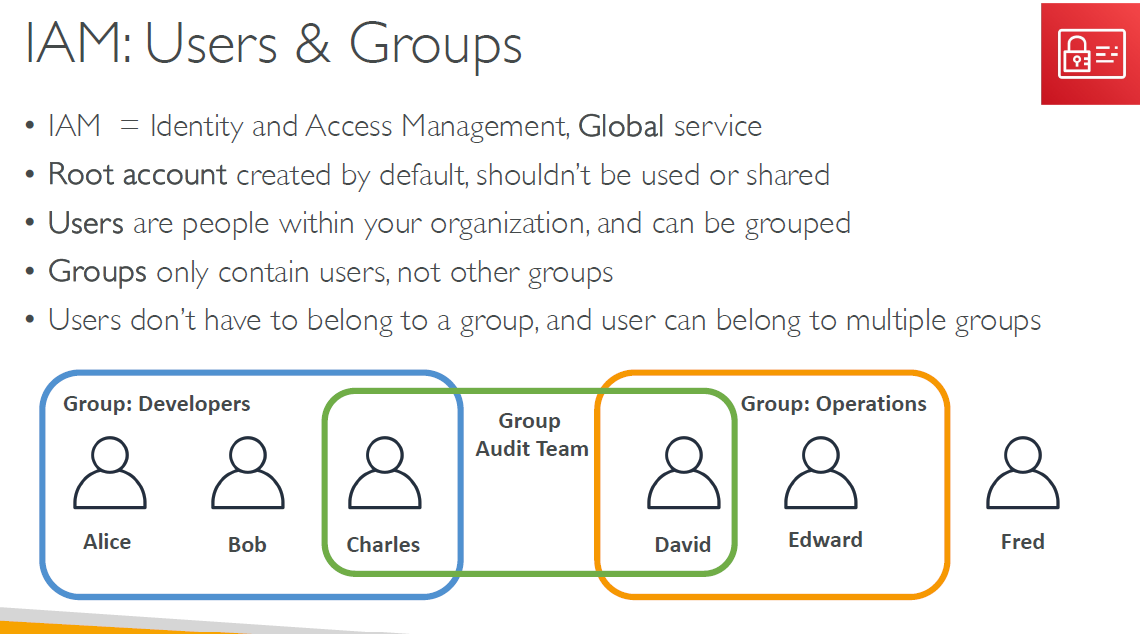 IAM: Users & Groups
• IAM = Identity and Access Management, Global service
• Root account created by default, shouldn’t be used or shared
• Users are people within your organization, and can be grouped
• Groups only contain users, not other groups
• Users don’t have to belong to a group, and user can belong to multiple groups
Group: Developers
Group
Audit Team
Group: Operations
Alice
Bob
Charles
David
Edward
Fred